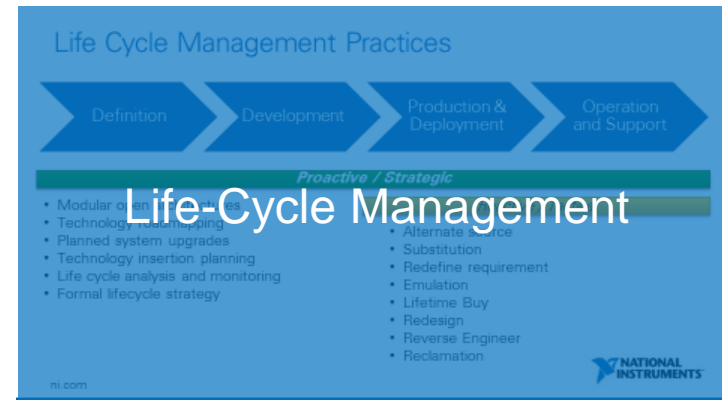 Life Cycle Management Practices
Definition
Development
Production &
Deployment
Operation
and Support
Proactive / Strategic
Life-Cycle Management
• Modular open
• Technology roadmapping
• Planned system upgrades
• Technology insertion planning
• Life cycle analysis and monitoring
• Formal lifecycle strategy
• Alternate source
• Substitution
• Redefine requirement
• Emulation
• Lifetime Buy
• Redesign
• Reverse Engineer
• Reclamation
ni.com
NATIONAL
INSTRUMENTS